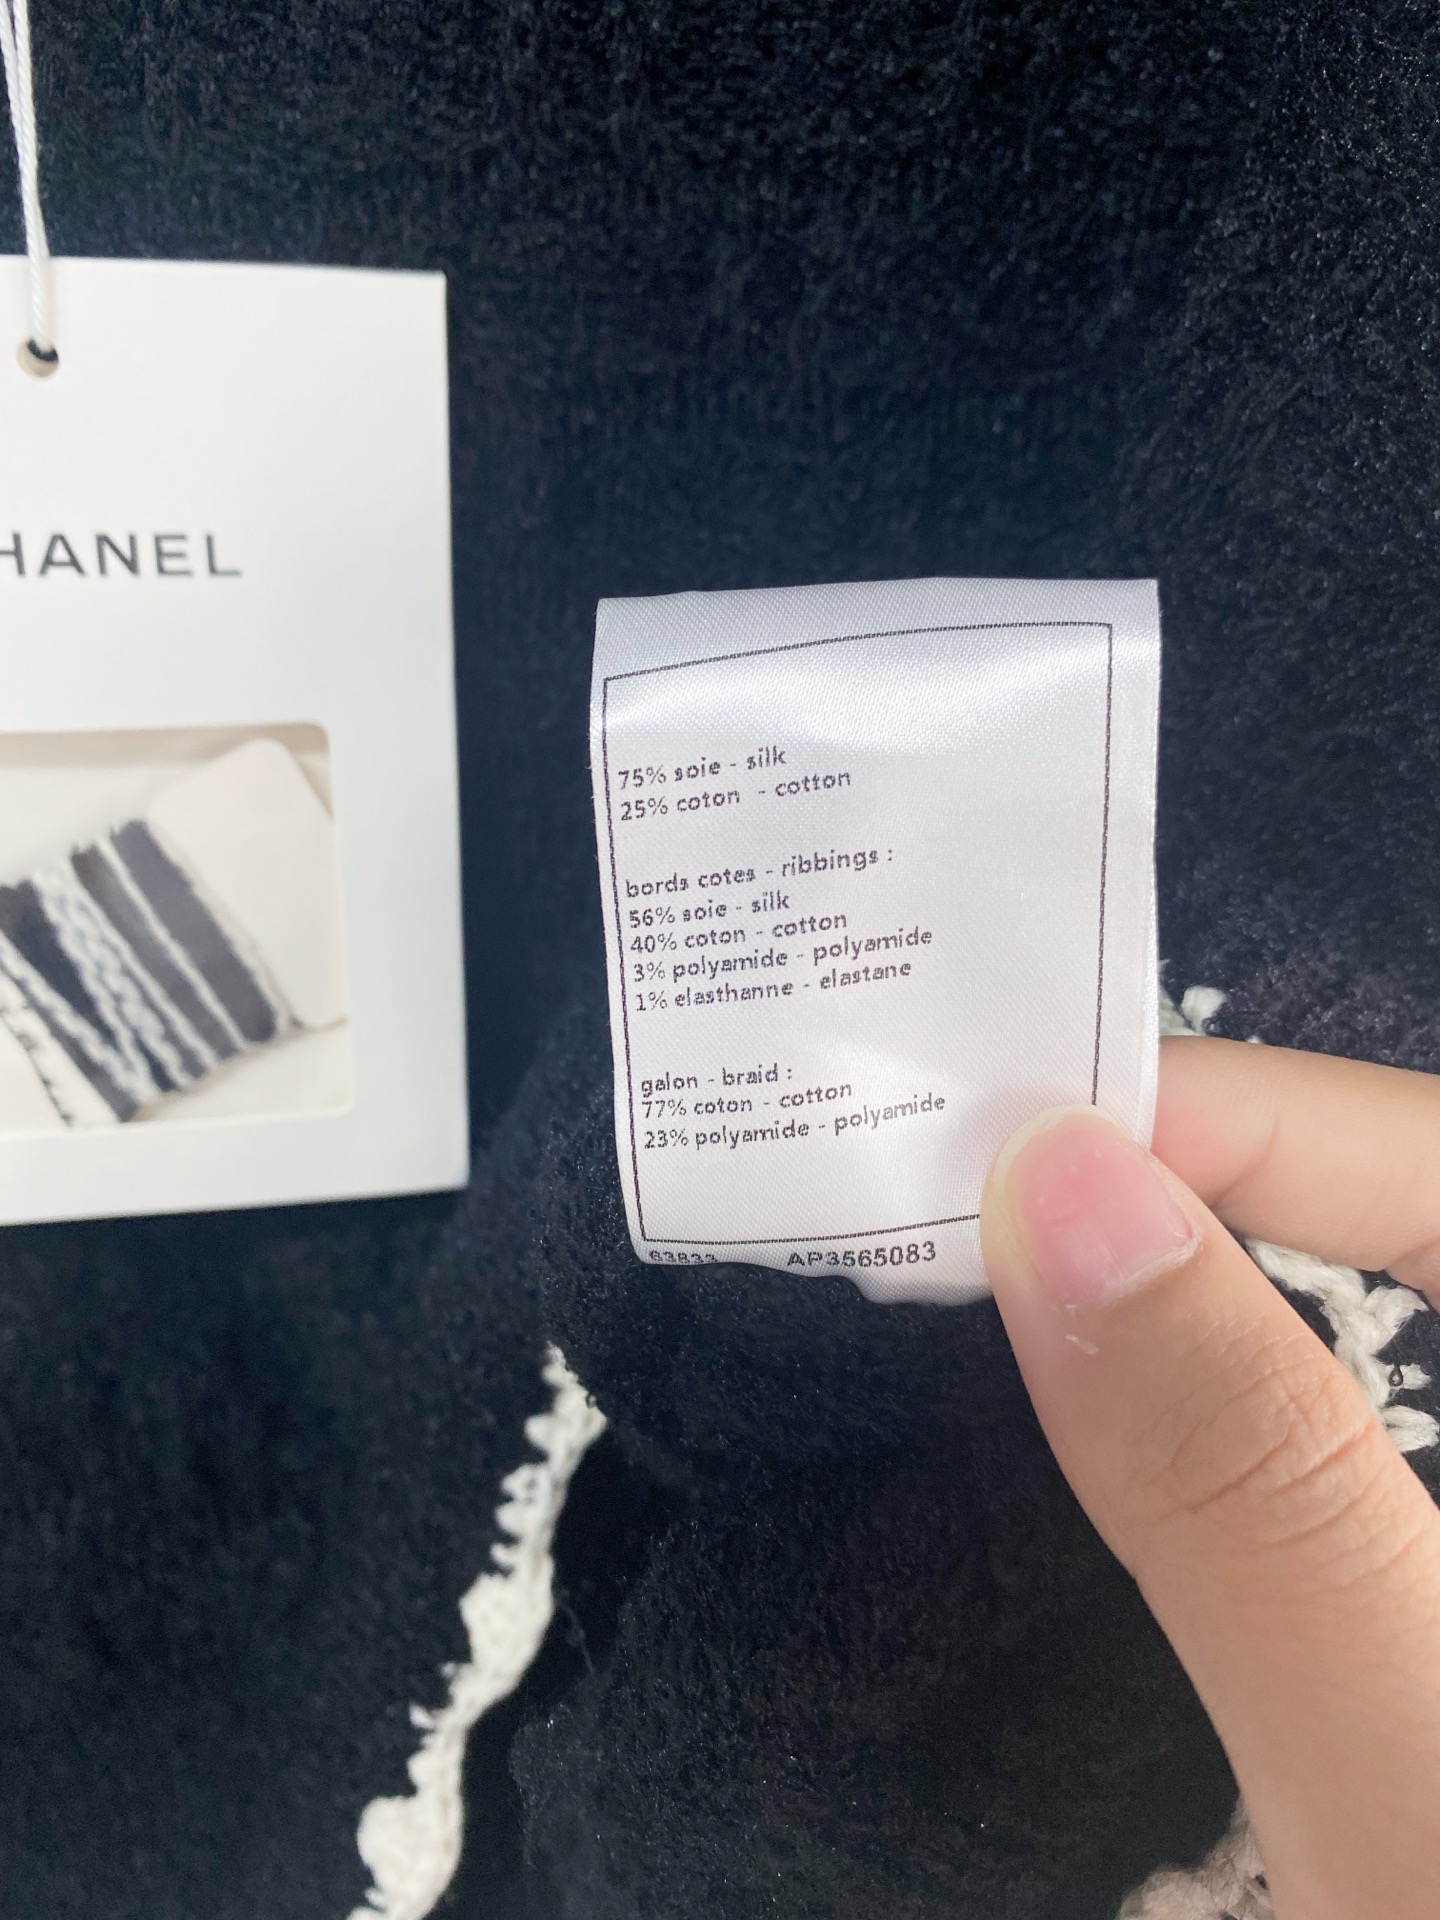 HANEL
75% soie - silk
25% coton - cotton
bords cotes - ribbings :
56% soie - silk
40% coton - cotton
3% polyamide - polyamide
1% elasthanne - elastane
galon - braid :
77% coton - cotton
23% polyamide - polyamide
63833 AP3565083